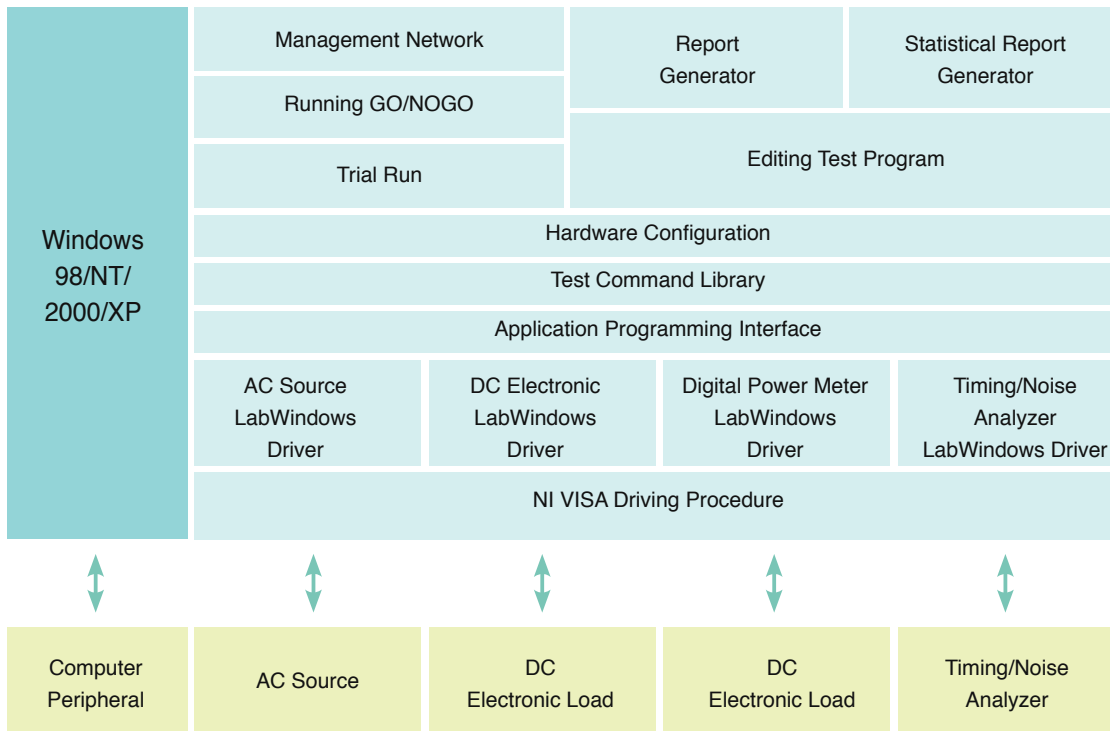 Windows
98/NT/
2000/XP
Management Network
Running GO/NOGO
Trial Run
Report
Generator
Statistical Report
Generator
Editing Test Program
Hardware Configuration
Test Command Library
Application Programming Interface
AC Source
LabWindows
Driver
DC Electronic
LabWindows
Driver
Digital Power Meter
LabWindows
Driver
Timing/Noise
Analyzer
LabWindows Driver
NI VISA Driving Procedure
Computer
Peripheral
AC Source
DC
Electronic Load
DC
Electronic Load
Timing/Noise
Analyzer